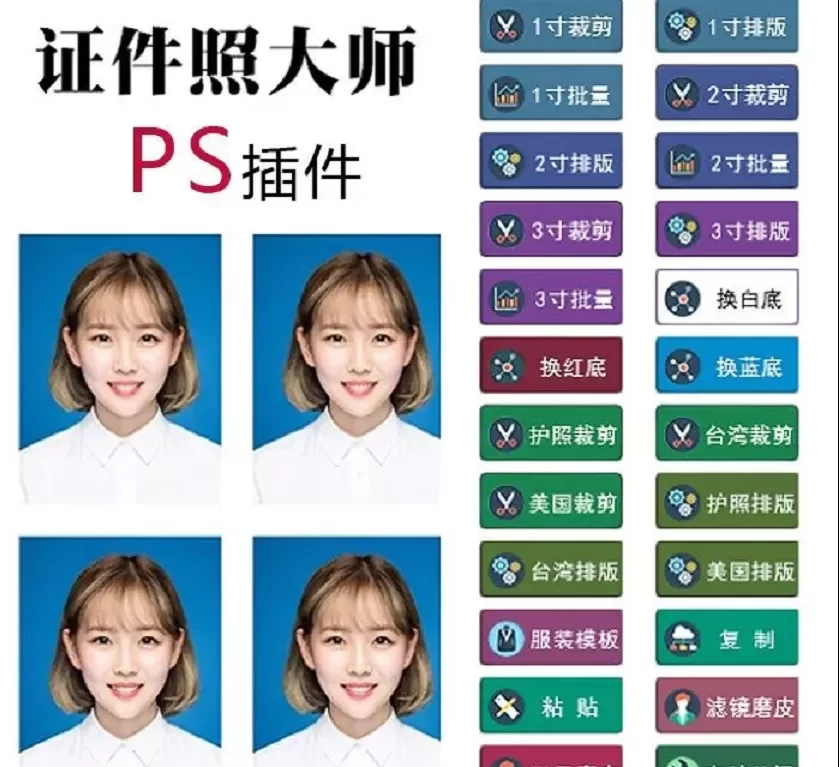 证件照大师
PS插件
1寸裁剪
1寸排版
1寸批量
2寸裁剪
2寸排版
2寸批量
3寸裁剪
3寸排版
3寸批量
换白底
换红底
换蓝底
护照裁剪
台湾裁剪
美国裁剪
护照排版
台湾排版
美国排版
服装模板
复 制
粘 贴
滤镜磨皮